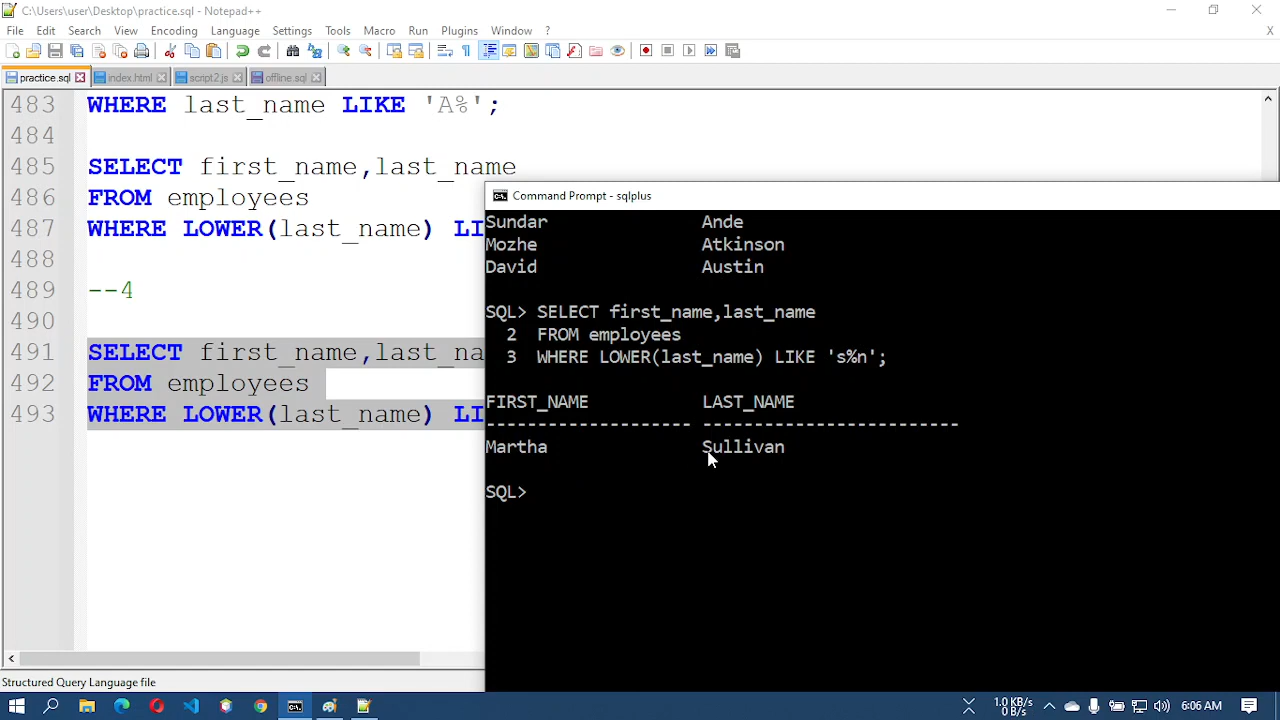 C:\Users\user\Desktop\practice.sql - Notepad++
File Edit Search View Encoding Language Settings Tools Macro Run Plugins Window ? X
practice.sql index.html script2.js offline.sql
483 WHERE last_name LIKE 'A%';
484
485 SELECT first_name,last_name
486 FROM employees
487 WHERE LOWER(last_name) LI
488
489 --4
490
491 SELECT first_name,last_na
492 FROM employees
493 WHERE LOWER(last_name) LI
Structured Query Language file
Command Prompt - sqlplus
Sundar Ande
Mozhe Atkinson
David Austin
SQL> SELECT first_name,last_name
2 FROM employees
3 WHERE LOWER(last_name) LIKE 's%n';
FIRST_NAME LAST_NAME
-------------------- -------------------------
Martha Sullivan
SQL>
1.0 KB/s
0 B/s
6:06 AM